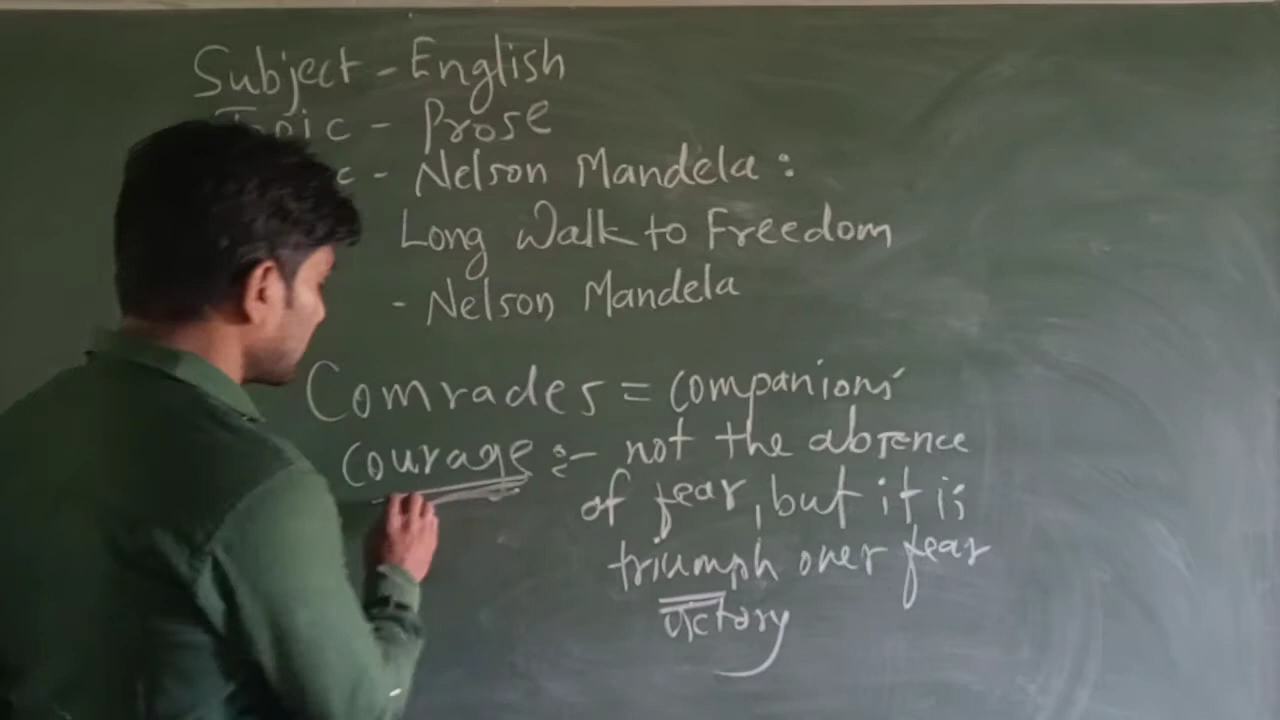 Subject - English
Topic - Prose
c - Nelson Mandela :
Long Walk to Freedom
- Nelson Mandela
Comrades = companions
Courage :- not the absence
of fear, but it is
triumph over fear
victory